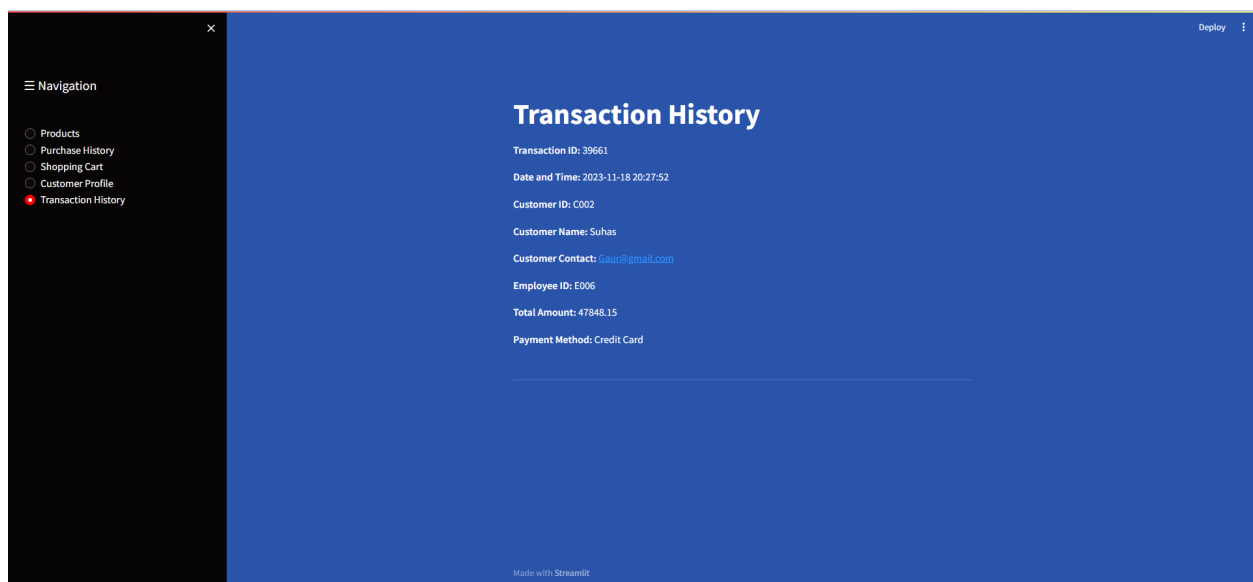 Deploy
☰ Navigation
Products
Purchase History
Shopping Cart
Customer Profile
Transaction History
Transaction History
Transaction ID: 39661
Date and Time: 2023-11-18 20:27:52
Customer ID: C002
Customer Name: Suhas
Customer Contact: Gaur@gmail.com
Employee ID: E006
Total Amount: 47848.15
Payment Method: Credit Card
Made with Streamlit